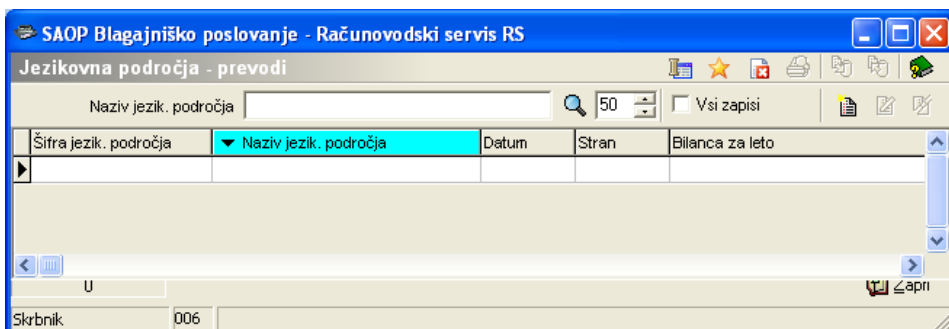 SAOP Blagajniško poslovanje - Računovodski servis RS
Jezikovna področja - prevodi
Naziv jezik. področja 50 Vsi zapisi
Šifra jezik. področja Naziv jezik. področja Datum Stran Bilanca za leto
Zapri
Skrbnik 006